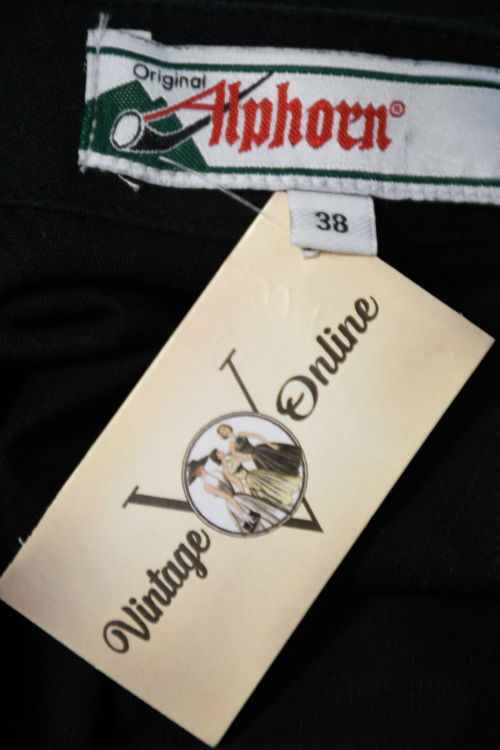 Original
Alphorn®
38
Vintage
V
Online